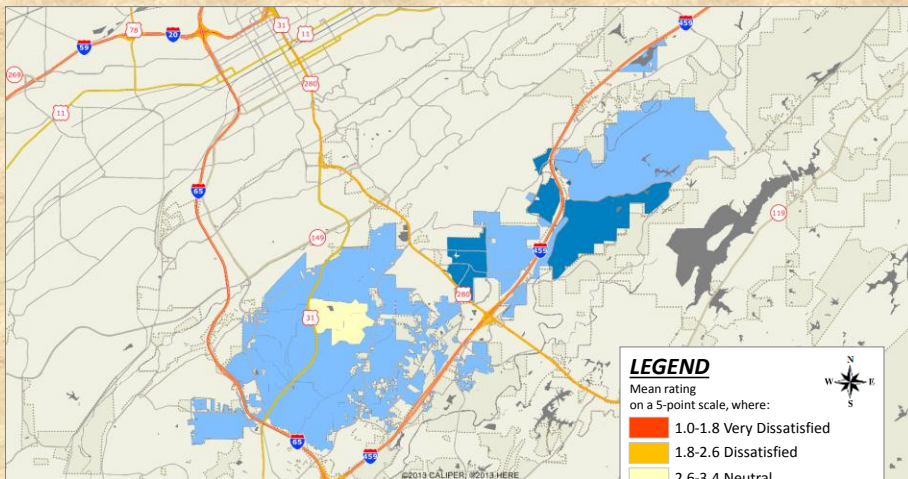 78
31
11
459
20
59
269
280
11
65
119
149
459
280
31
LEGEND
N
W E
S
Mean rating
on a 5-point scale, where:
1.0-1.8 Very Dissatisfied
1.8-2.6 Dissatisfied
65
459
©2013 CALIPER; ©2013 HERE
2.6-3.4 Neutral